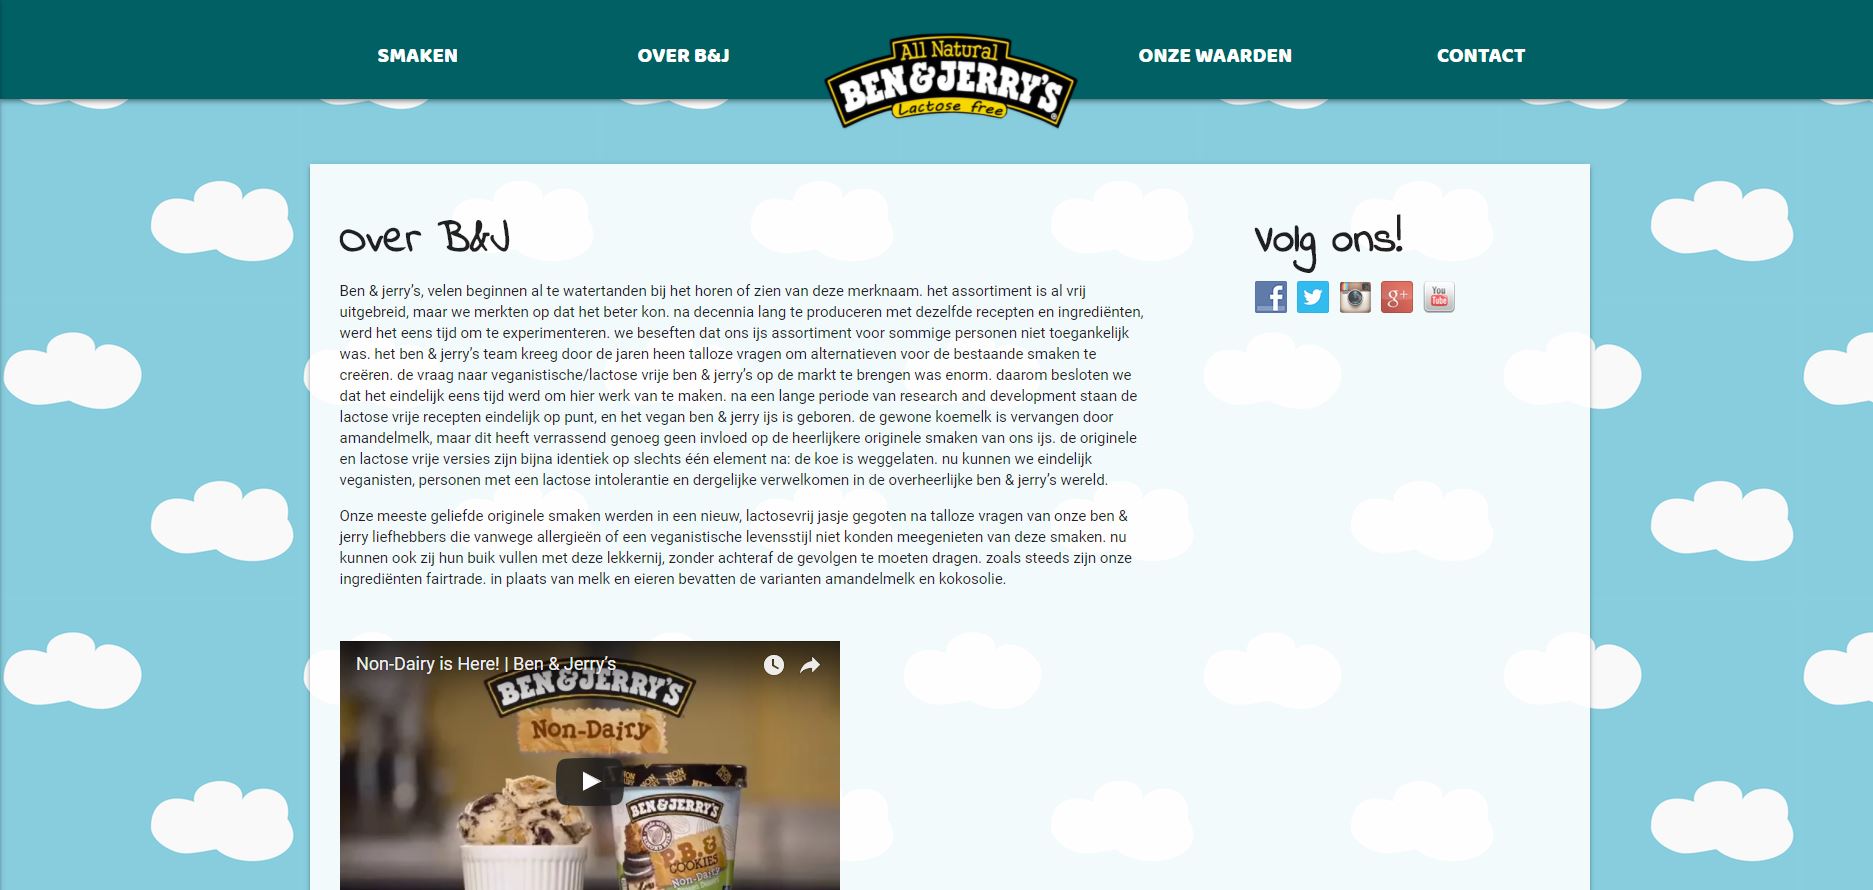 SMAKEN
OVER B&J
All Natural
BEN & JERRY'S
Lactose free
®
ONZE WAARDEN
CONTACT
over B&J
Ben & jerry’s, velen beginnen al te watertanden bij het horen of zien van deze merknaam. het assortiment is al vrij
uitgebreid, maar we merkten op dat het beter kon. na decennia lang te produceren met dezelfde recepten en ingrediënten,
werd het eens tijd om te experimenteren. we beseften dat ons ijs assortiment voor sommige personen niet toegankelijk
was. het ben & jerry’s team kreeg door de jaren heen talloze vragen om alternatieven voor de bestaande smaken te
creëren. de vraag naar veganistische/lactose vrije ben & jerry’s op de markt te brengen was enorm. daarom besloten we
dat het eindelijk eens tijd werd om hier werk van te maken. na een lange periode van research and development staan de
lactose vrije recepten eindelijk op punt, en het vegan ben & jerry ijs is geboren. de gewone koemelk is vervangen door
amandelmelk, maar dit heeft verrassend genoeg geen invloed op de heerlijkere originele smaken van ons ijs. de originele
en lactose vrije versies zijn bijna identiek op slechts één element na: de koe is weggelaten. nu kunnen we eindelijk
veganisten, personen met een lactose intolerantie en dergelijke verwelkomen in de overheerlijke ben & jerry’s wereld.
Onze meeste geliefde originele smaken werden in een nieuw, lactosevrij jasje gegoten na talloze vragen van onze ben &
jerry liefhebbers die vanwege allergieën of een veganistische levensstijl niet konden meegenieten van deze smaken. nu
kunnen ook zij hun buik vullen met deze lekkernij, zonder achteraf de gevolgen te moeten dragen. zoals steeds zijn onze
ingrediënten fairtrade. in plaats van melk en eieren bevatten de varianten amandelmelk en kokosolie.
Volg ons!
f
g+
You
Tube
Non-Dairy is Here! | Ben & Jerry’s
BEN & JERRY'S
Non-Dairy
NON
DAIRY
BEN & JERRY'S
P.B. &
COOKIES
Non-Dairy